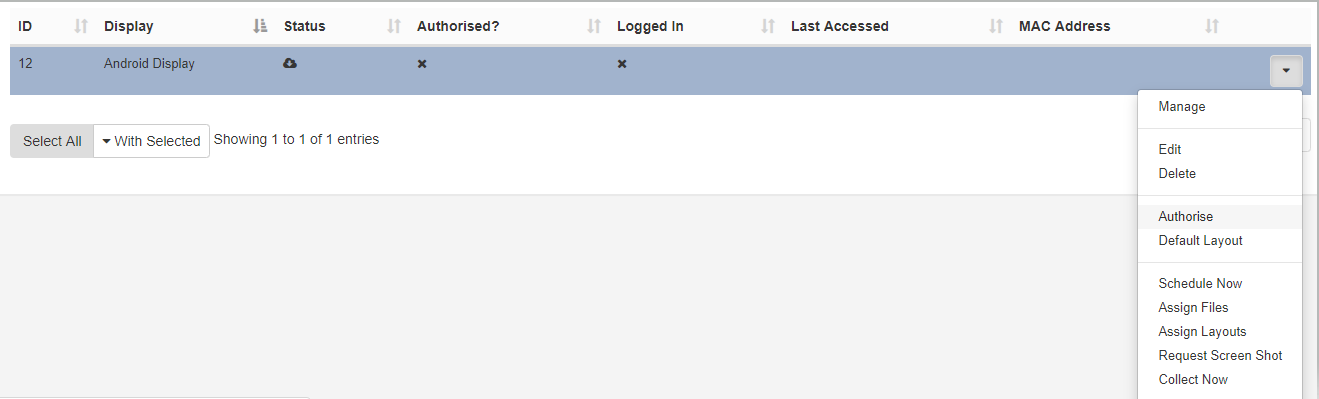 ID Display Status Authorised? Logged In Last Accessed MAC Address
12 Android Display
Manage
Select All With Selected Showing 1 to 1 of 1 entries
Edit
Delete
Authorise
Default Layout
Schedule Now
Assign Files
Assign Layouts
Request Screen Shot
Collect Now